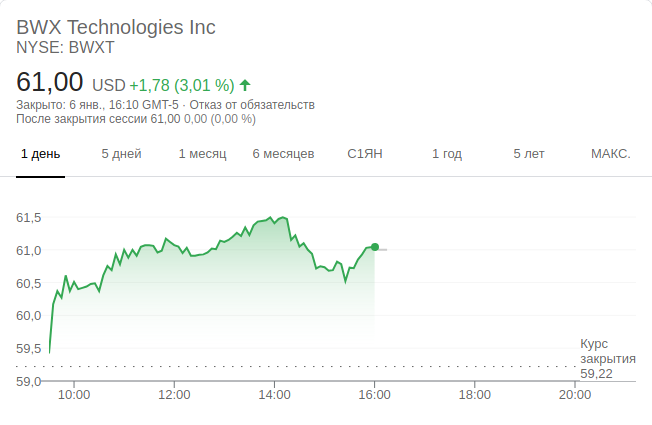 BWX Technologies Inc
NYSE: BWXT
61,00 USD +1,78 (3,01 %)
Закрыто: 6 янв., 16:10 GMT-5 · Отказ от обязательств
После закрытия сессии 61,00 0,00 (0,00 %)
1 день 5 дней 1 месяц 6 месяцев С1ЯН 1 год 5 лет МАКС.
61,5
61,0
60,5
60,0
59,5
59,0
Курс
закрытия
59,22
10:00 12:00 14:00 16:00 18:00 20:00